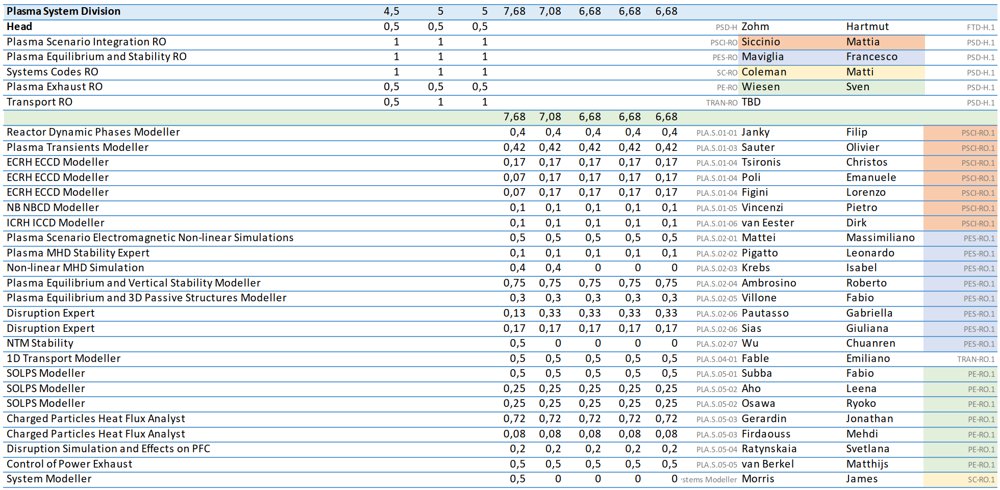 Plasma System Division 4,5 5 5 7,68 7,08 6,68 6,68 6,68
Head 0,5 0,5 0,5 PSD-H Zohm Hartmut FTD-H.1
Plasma Scenario Integration RO 1 1 1 PSCI-RO Siccinio Mattia PSD-H.1
Plasma Equilibrium and Stability RO 1 1 1 PES-RO Maviglia Francesco PSD-H.1
Systems Codes RO 1 1 1 SC-RO Coleman Matti PSD-H.1
Plasma Exhaust RO 0,5 0,5 0,5 PE-RO Wiesen Sven PSD-H.1
Transport RO 0,5 1 1 TRAN-RO TBD PSD-H.1
7,68 7,08 6,68 6,68 6,68
Reactor Dynamic Phases Modeller 0,4 0,4 0,4 0,4 0,4 PLA.S.01-01 Janky Filip PSCI-RO.1
Plasma Transients Modeller 0,42 0,42 0,42 0,42 0,42 PLA.S.01-03 Sauter Olivier PSCI-RO.1
ECRH ECCD Modeller 0,17 0,17 0,17 0,17 0,17 PLA.S.01-04 Tsironis Christos PSCI-RO.1
ECRH ECCD Modeller 0,07 0,17 0,17 0,17 0,17 PLA.S.01-04 Poli Emanuele PSCI-RO.1
ECRH ECCD Modeller 0,07 0,17 0,17 0,17 0,17 PLA.S.01-04 Figini Lorenzo PSCI-RO.1
NB NBCD Modeller 0,1 0,1 0,1 0,1 0,1 PLA.S.01-05 Vincenzi Pietro PSCI-RO.1
ICRH ICCD Modeller 0,1 0,1 0,1 0,1 0,1 PLA.S.01-06 van Eester Dirk PSCI-RO.1
Plasma Scenario Electromagnetic Non-linear Simulations 0,5 0,5 0,5 0,5 0,5 PLA.S.02-01 Mattei Massimiliano PES-RO.1
Plasma MHD Stability Expert 0,1 0,1 0,1 0,1 0,1 PLA.S.02-02 Pigatto Leonardo PES-RO.1
Non-linear MHD Simulation 0,4 0,4 0 0 0 PLA.S.02-03 Krebs Isabel PES-RO.1
Plasma Equilibrium and Vertical Stability Modeller 0,75 0,75 0,75 0,75 0,75 PLA.S.02-04 Ambrosino Roberto PES-RO.1
Plasma Equilibrium and 3D Passive Structures Modeller 0,3 0,3 0,3 0,3 0,3 PLA.S.02-05 Villone Fabio PES-RO.1
Disruption Expert 0,13 0,33 0,33 0,33 0,33 PLA.S.02-06 Pautasso Gabriella PES-RO.1
Disruption Expert 0,17 0,17 0,17 0,17 0,17 PLA.S.02-06 Sias Giuliana PES-RO.1
NTM Stability 0,5 0 0 0 0 PLA.S.02-07 Wu Chuanren PES-RO.1
1D Transport Modeller 0,5 0,5 0,5 0,5 0,5 PLA.S.04-01 Fable Emiliano TRAN-RO.1
SOLPS Modeller 0,5 0,5 0,5 0,5 0,5 PLA.S.05-01 Subba Fabio PE-RO.1
SOLPS Modeller 0,25 0,25 0,25 0,25 0,25 PLA.S.05-02 Aho Leena PE-RO.1
SOLPS Modeller 0,25 0,25 0,25 0,25 0,25 PLA.S.05-02 Osawa Ryoko PE-RO.1
Charged Particles Heat Flux Analyst 0,72 0,72 0,72 0,72 0,72 PLA.S.05-03 Gerardin Jonathan PE-RO.1
Charged Particles Heat Flux Analyst 0,08 0,08 0,08 0,08 0,08 PLA.S.05-03 Firdaouss Mehdi PE-RO.1
Disruption Simulation and Effects on PFC 0,2 0,2 0,2 0,2 0,2 PLA.S.05-04 Ratynskaia Svetlana PE-RO.1
Control of Power Exhaust 0,5 0,5 0,5 0,5 0,5 PLA.S.05-05 van Berkel Matthijs PE-RO.1
System Modeller 0,5 0 0 0 0 stems Modeller Morris James SC-RO.1